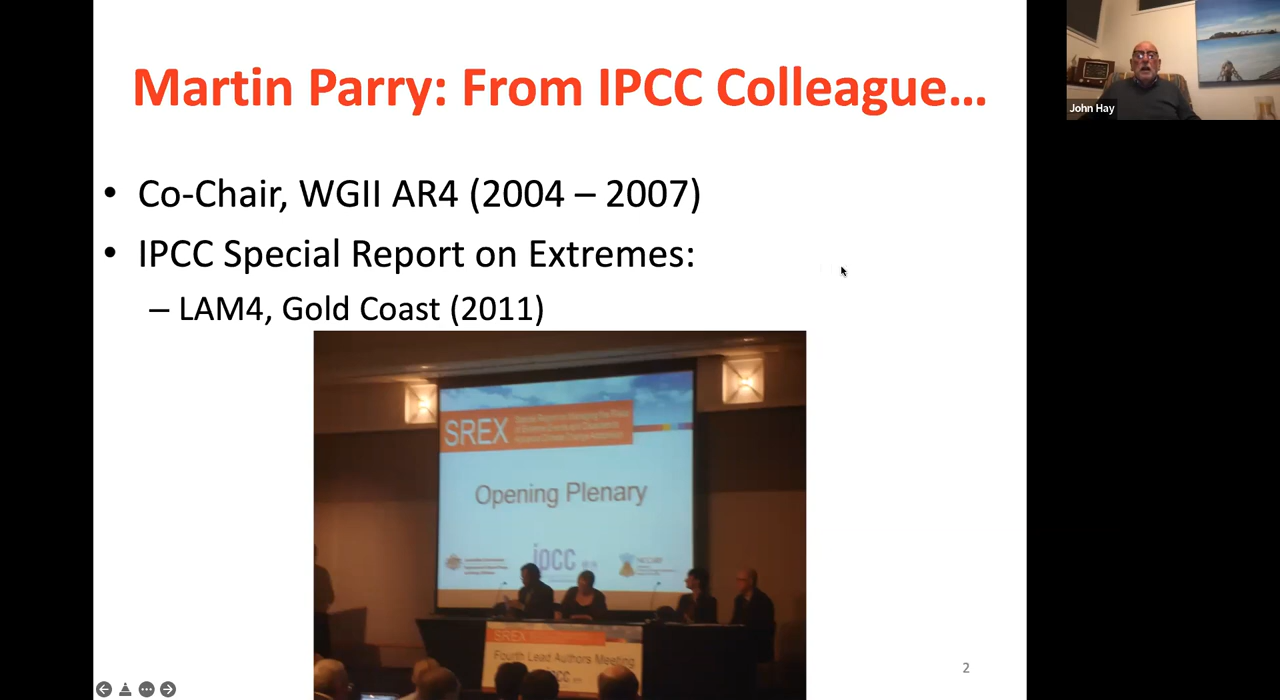 Martin Parry: From IPCC Colleague...
John Hay
• Co-Chair, WGII AR4 (2004 – 2007)
• IPCC Special Report on Extremes:
– LAM4, Gold Coast (2011)
SREX
Opening Plenary
ipcc
SREX
Fourth Lead Authors Meeting
2